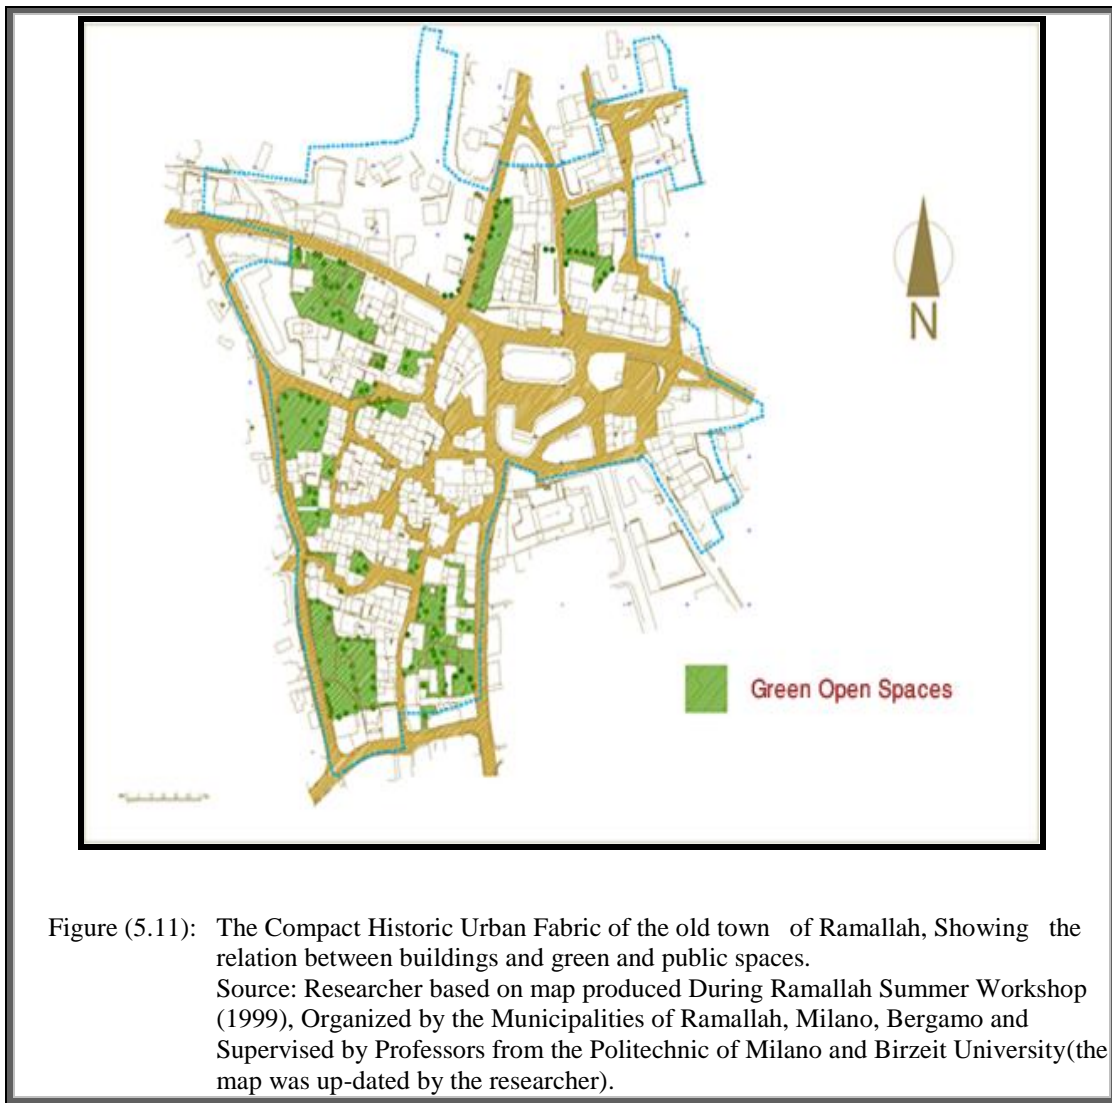 N
Green Open Spaces
Figure (5.11): The Compact Historic Urban Fabric of the old town of Ramallah, Showing the
relation between buildings and green and public spaces.
Source: Researcher based on map produced During Ramallah Summer Workshop
(1999), Organized by the Municipalities of Ramallah, Milano, Bergamo and
Supervised by Professors from the Politechnic of Milano and Birzeit University(the
map was up-dated by the researcher).